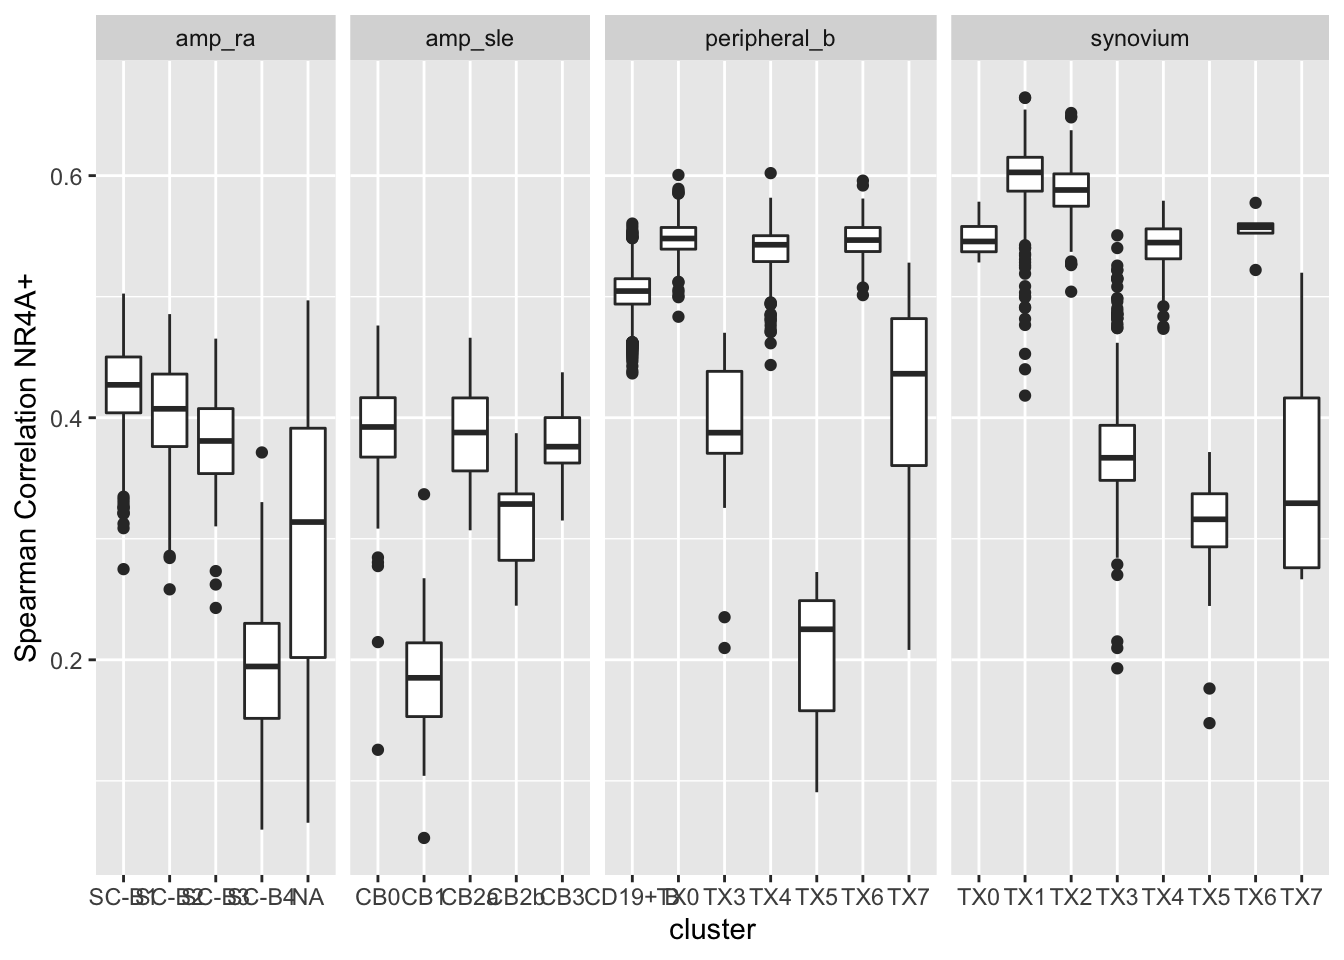 amp_ra amp_sle peripheral_b synovium
Spearman Correlation NR4A+
0.6
0.4
0.2
SC-B1 SC-B2 SC-B3 SC-B4 NA CB0 CB1 CB2a CB2b CB3 CD19+ B TX0 TX3 TX4 TX5 TX6 TX7 TX0 TX1 TX2 TX3 TX4 TX5 TX6 TX7
cluster